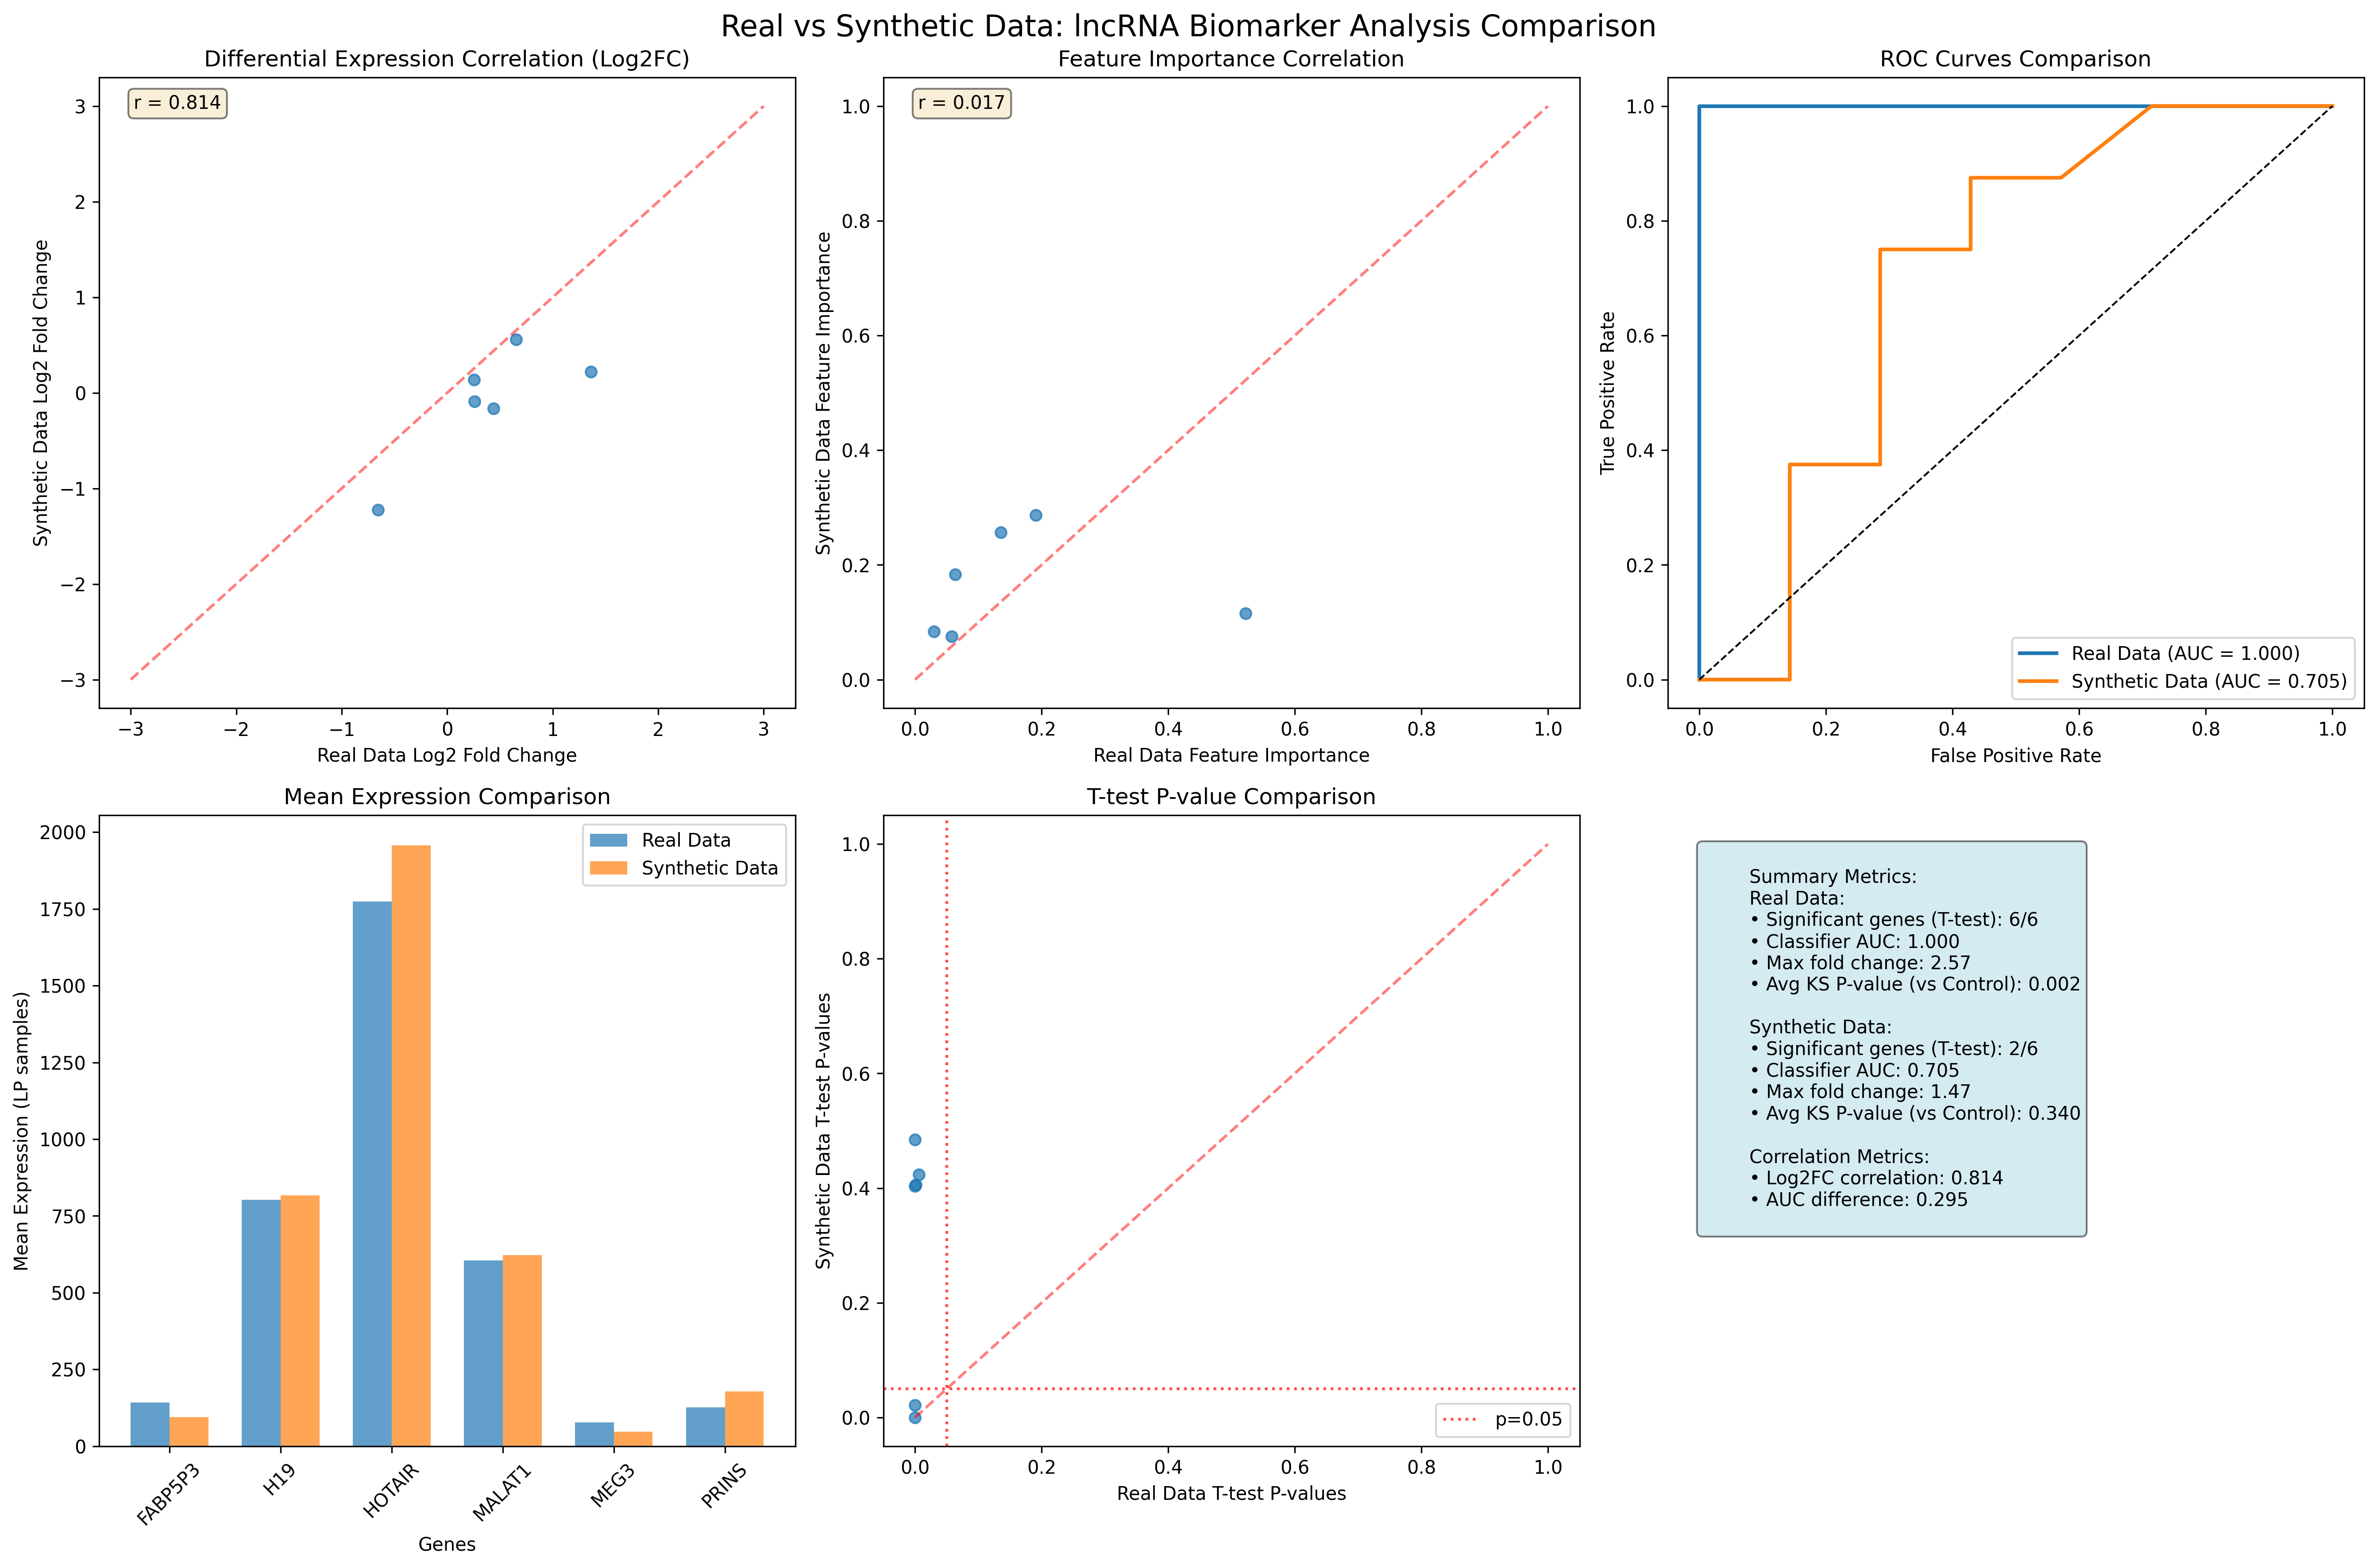 Real vs Synthetic Data: lncRNA Biomarker Analysis Comparison
Differential Expression Correlation (Log2FC)
r = 0.814
3
2
1
0
−1
−2
−3
Synthetic Data Log2 Fold Change
−3 −2 −1 0 1 2 3
Real Data Log2 Fold Change
Feature Importance Correlation
r = 0.017
1.0
0.8
0.6
0.4
0.2
0.0
Synthetic Data Feature Importance
0.0 0.2 0.4 0.6 0.8 1.0
Real Data Feature Importance
ROC Curves Comparison
1.0
0.8
0.6
0.4
0.2
0.0
True Positive Rate
Real Data (AUC = 1.000)
Synthetic Data (AUC = 0.705)
0.0 0.2 0.4 0.6 0.8 1.0
False Positive Rate
Mean Expression Comparison
Real Data
Synthetic Data
2000
1750
1500
1250
1000
750
500
250
0
Mean Expression (LP samples)
FABP5P3 H19 HOTAIR MALAT1 MEG3 PRINS
Genes
T-test P-value Comparison
1.0
0.8
0.6
0.4
0.2
0.0
Synthetic Data T-test P-values
p=0.05
0.0 0.2 0.4 0.6 0.8 1.0
Real Data T-test P-values
Summary Metrics:
Real Data:
• Significant genes (T-test): 6/6
• Classifier AUC: 1.000
• Max fold change: 2.57
• Avg KS P-value (vs Control): 0.002
Synthetic Data:
• Significant genes (T-test): 2/6
• Classifier AUC: 0.705
• Max fold change: 1.47
• Avg KS P-value (vs Control): 0.340
Correlation Metrics:
• Log2FC correlation: 0.814
• AUC difference: 0.295